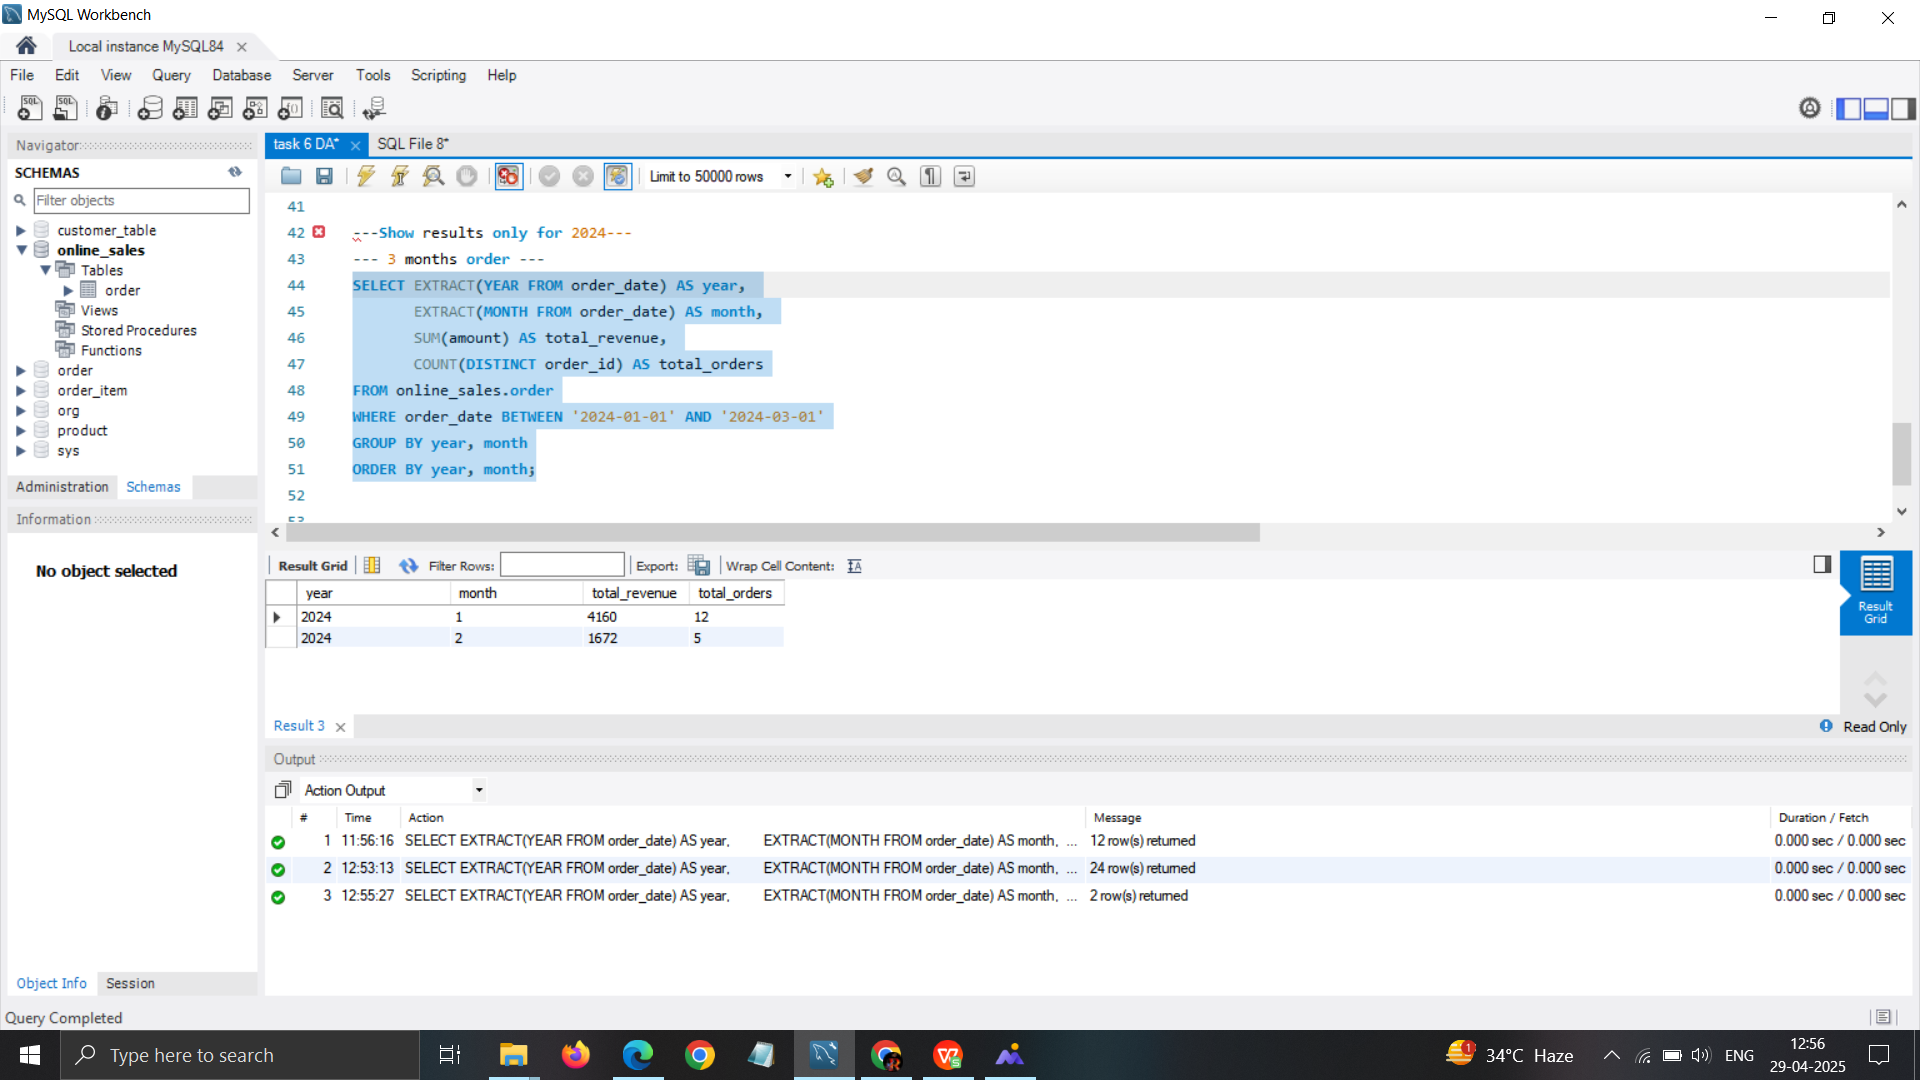 MySQL Workbench
Local instance MySQL84
File Edit View Query Database Server Tools Scripting Help
Navigator
SCHEMAS
Filter objects
customer_table
online_sales
Tables
order
Views
Stored Procedures
Functions
order
order_item
org
product
sys
Administration Schemas
Information
No object selected
Object Info Session
task 6 DA* SQL File 8*
Limit to 50000 rows
41
42 ---Show results only for 2024---
43 --- 3 months order ---
44 SELECT EXTRACT(YEAR FROM order_date) AS year,
45 EXTRACT(MONTH FROM order_date) AS month,
46 SUM(amount) AS total_revenue,
47 COUNT(DISTINCT order_id) AS total_orders
48 FROM online_sales.order
49 WHERE order_date BETWEEN '2024-01-01' AND '2024-03-01'
50 GROUP BY year, month
51 ORDER BY year, month;
52
53
Result Grid Filter Rows: Export: Wrap Cell Content:
year month total_revenue total_orders
2024 1 4160 12
2024 2 1672 5
Result Grid
Result 3 Read Only
Output
Action Output
# Time Action Message Duration / Fetch
1 11:56:16 SELECT EXTRACT(YEAR FROM order_date) AS year, EXTRACT(MONTH FROM order_date) AS month, ... 12 row(s) returned 0.000 sec / 0.000 sec
2 12:53:13 SELECT EXTRACT(YEAR FROM order_date) AS year, EXTRACT(MONTH FROM order_date) AS month, ... 24 row(s) returned 0.000 sec / 0.000 sec
3 12:55:27 SELECT EXTRACT(YEAR FROM order_date) AS year, EXTRACT(MONTH FROM order_date) AS month, ... 2 row(s) returned 0.000 sec / 0.000 sec
Query Completed
Type here to search
1 34°C Haze ENG 12:56
29-04-2025